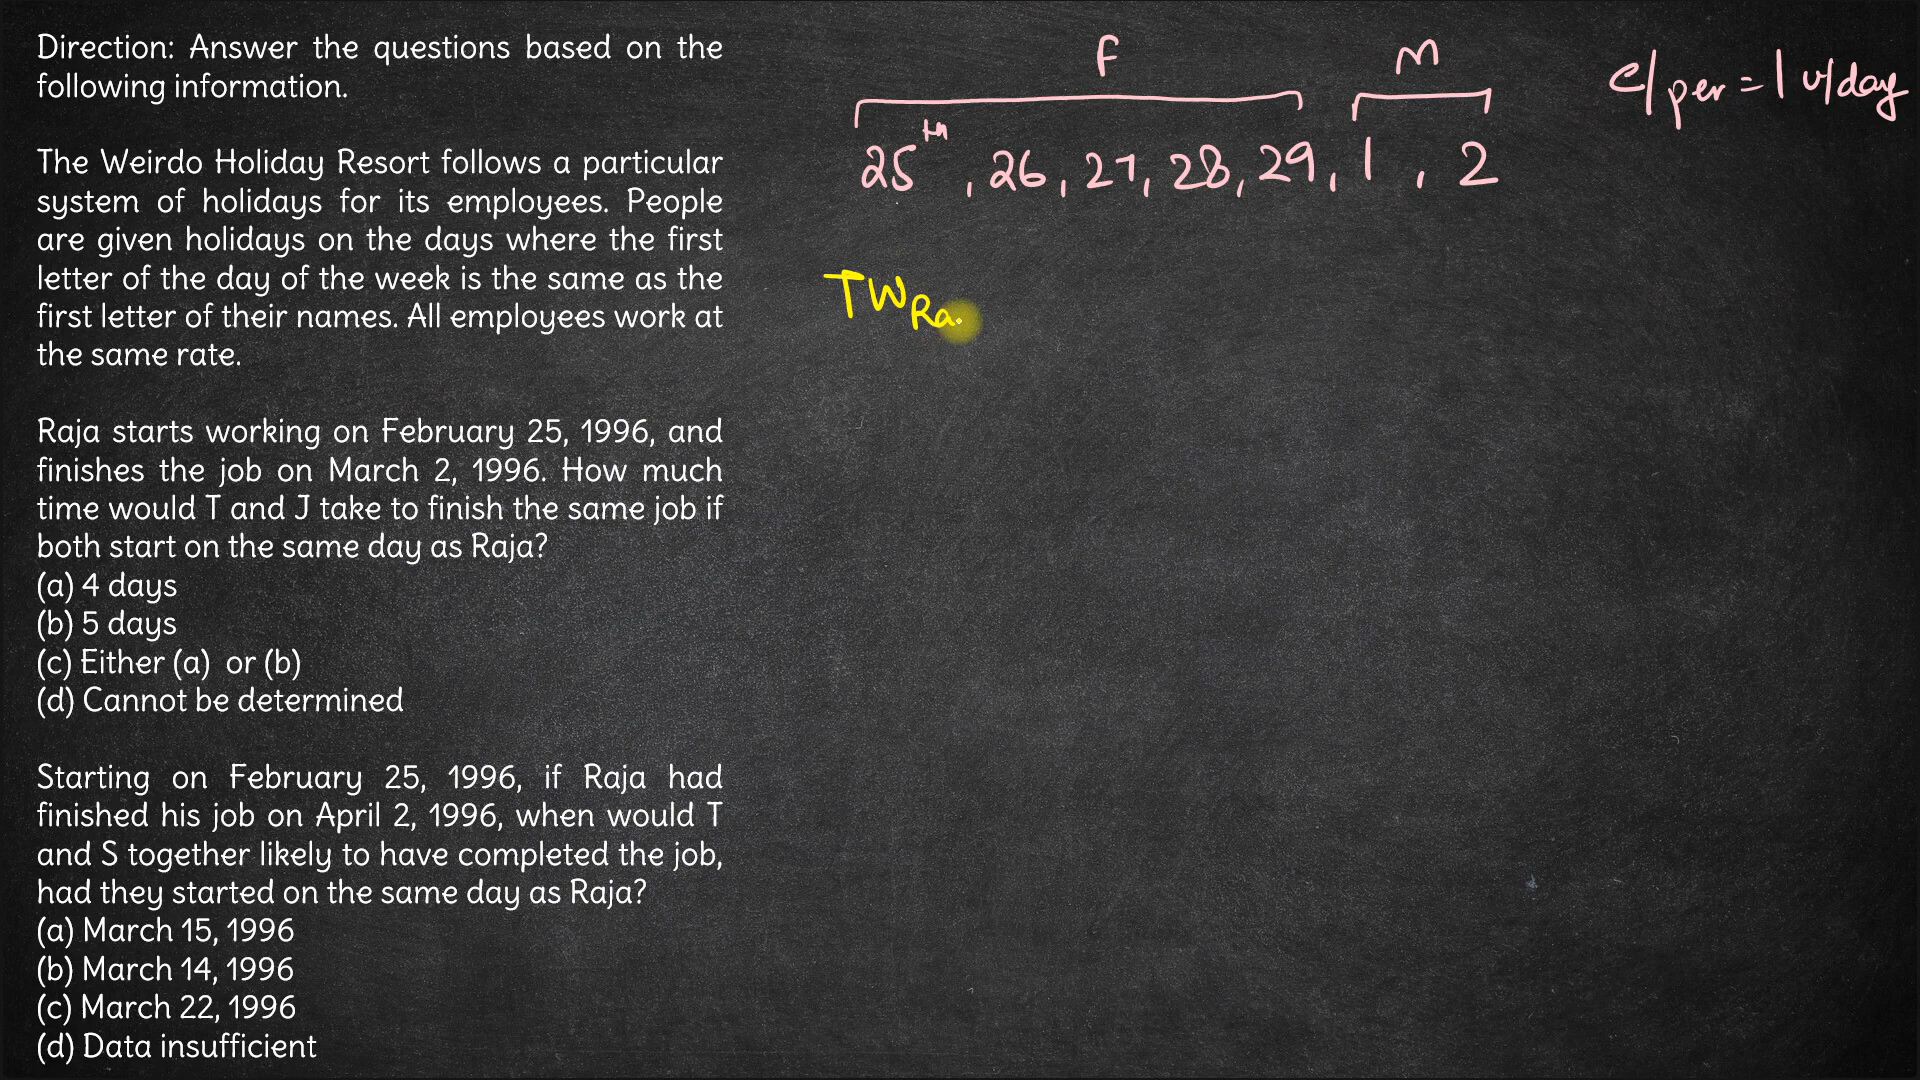 Direction: Answer the questions based on the
following information.
The Weirdo Holiday Resort follows a particular
system of holidays for its employees. People
are given holidays on the days where the first
letter of the day of the week is the same as the
first letter of their names. All employees work at
the same rate.
Raja starts working on February 25, 1996, and
finishes the job on March 2, 1996. How much
time would T and J take to finish the same job if
both start on the same day as Raja?
(a) 4 days
(b) 5 days
(c) Either (a) or (b)
(d) Cannot be determined
Starting on February 25, 1996, if Raja had
finished his job on April 2, 1996, when would T
and S together likely to have completed the job,
had they started on the same day as Raja?
(a) March 15, 1996
(b) March 14, 1996
(c) March 22, 1996
(d) Data insufficient
F M
25th, 26, 27, 28, 29, 1, 2
e/per = 1 u/day
TWRa